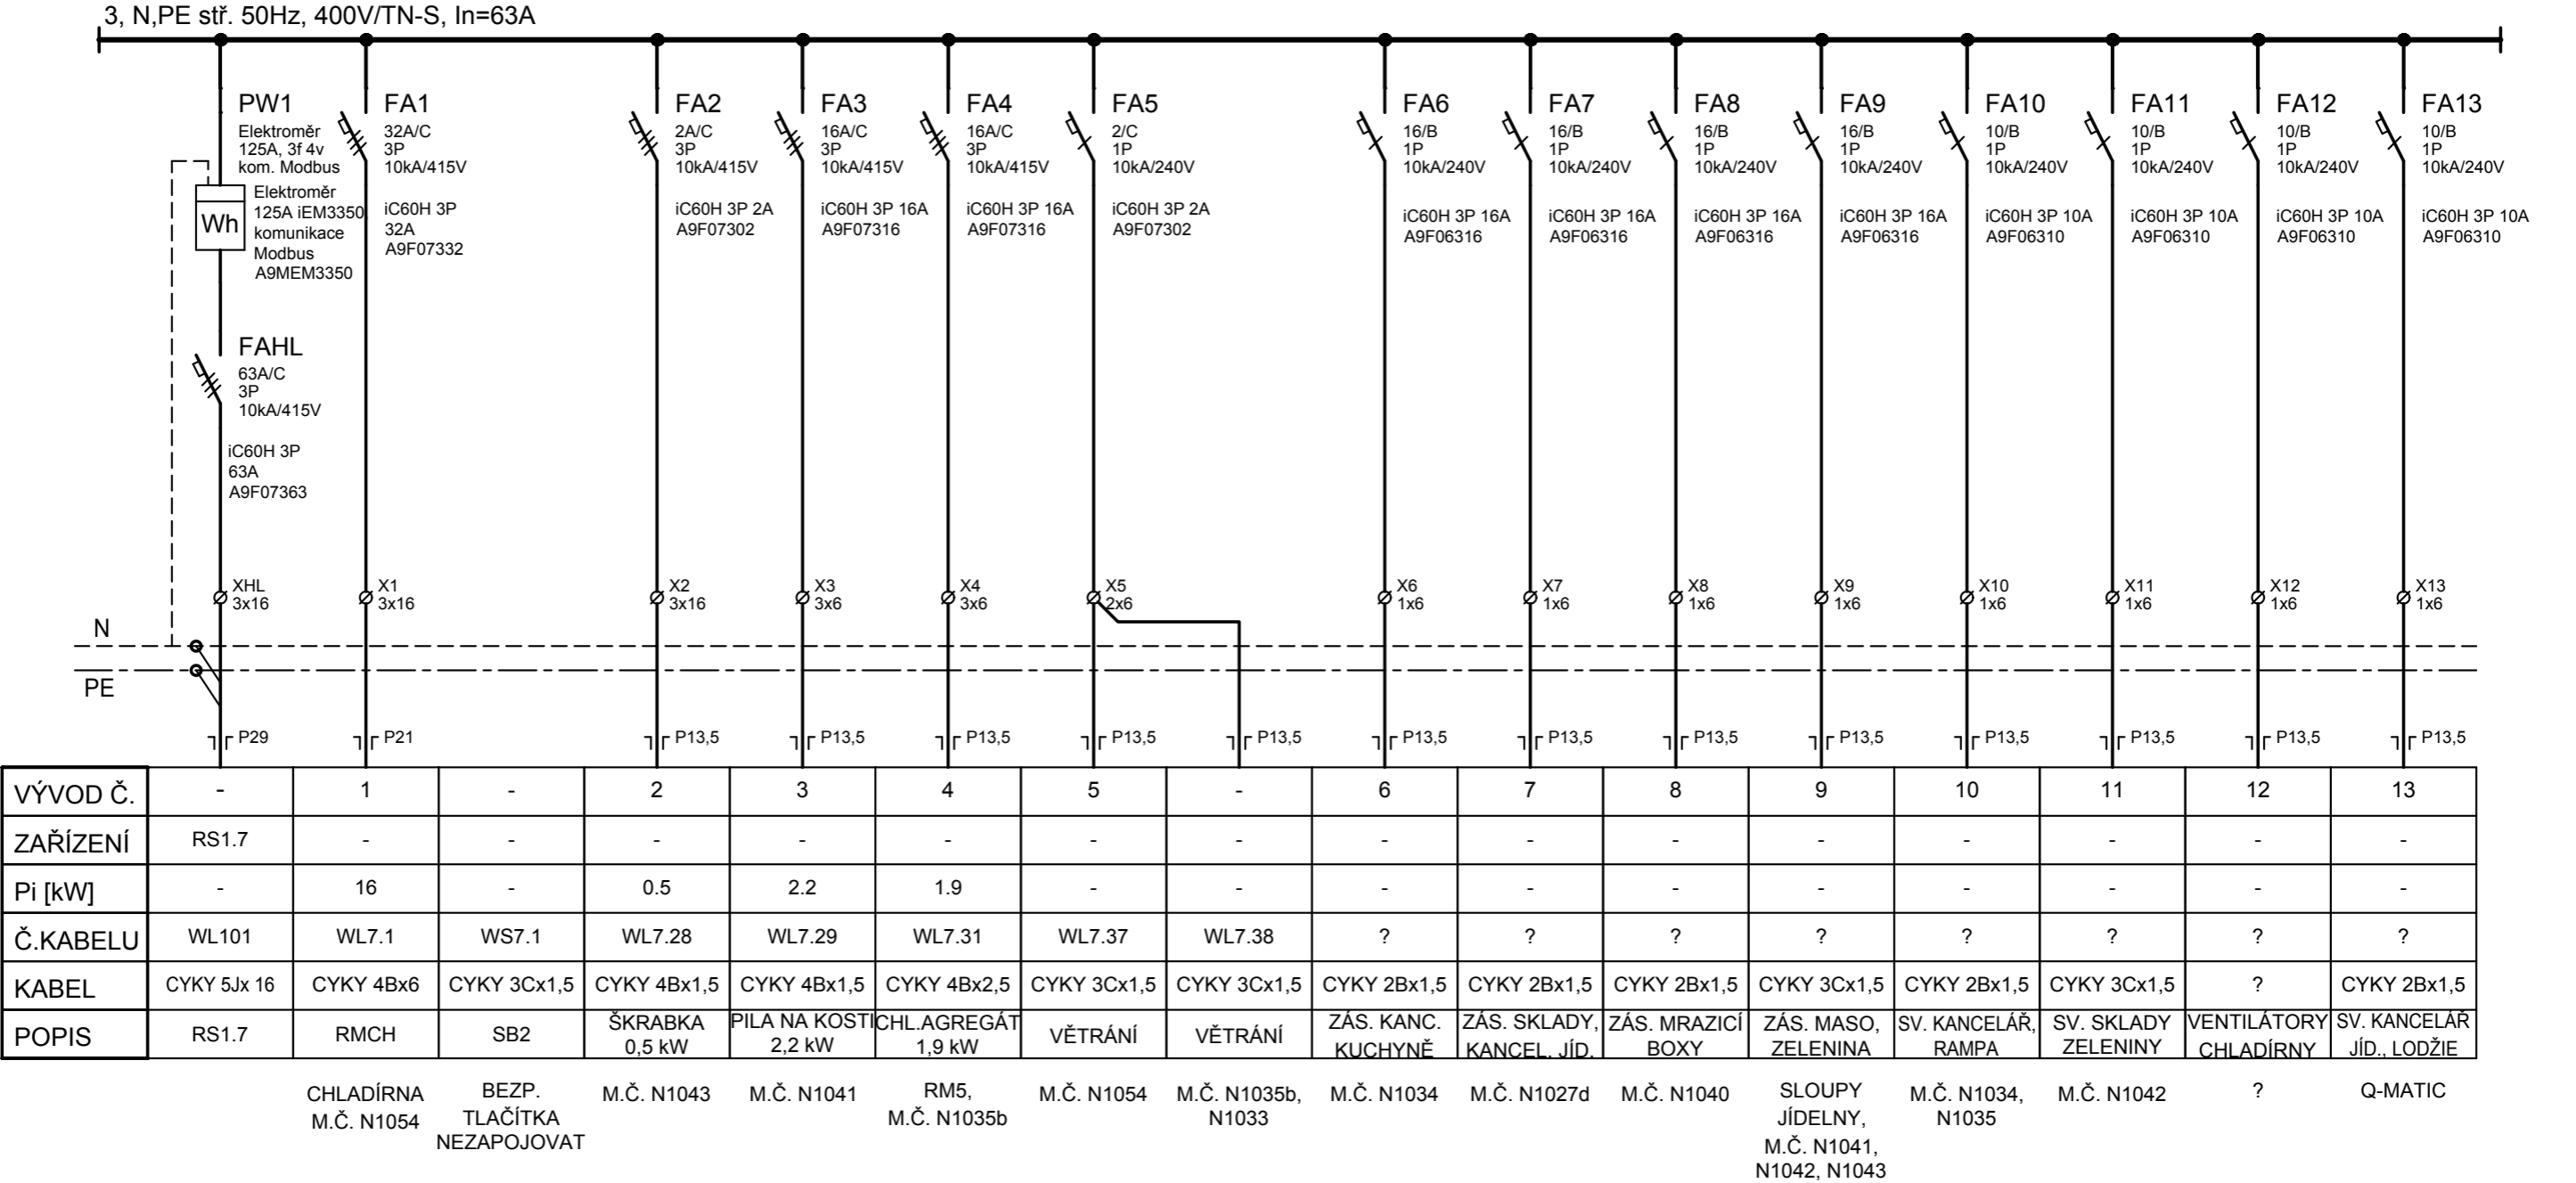 3, N,PE stř. 50Hz, 400V/TN-S, In=63A
PW1
Elektroměr
125A, 3f 4v
kom. Modbus
Wh
Elektroměr
125A iEM3350
komunikace
Modbus
A9MEM3350
FAHL
63A/C
3P
10kA/415V
iC60H 3P
63A
A9F07363
FA1
32A/C
3P
10kA/415V
iC60H 3P
32A
A9F07332
FA2
2A/C
3P
10kA/415V
iC60H 3P 2A
A9F07302
FA3
16A/C
3P
10kA/415V
iC60H 3P 16A
A9F07316
FA4
16A/C
3P
10kA/415V
iC60H 3P 16A
A9F07316
FA5
2/C
1P
10kA/240V
iC60H 3P 2A
A9F07302
FA6
16/B
1P
10kA/240V
iC60H 3P 16A
A9F06316
FA7
16/B
1P
10kA/240V
iC60H 3P 16A
A9F06316
FA8
16/B
1P
10kA/240V
iC60H 3P 16A
A9F06316
FA9
16/B
1P
10kA/240V
iC60H 3P 16A
A9F06316
FA10
10/B
1P
10kA/240V
iC60H 3P 10A
A9F06310
FA11
10/B
1P
10kA/240V
iC60H 3P 10A
A9F06310
FA12
10/B
1P
10kA/240V
iC60H 3P 10A
A9F06310
FA13
10/B
1P
10kA/240V
iC60H 3P 10A
A9F06310
XHL
3x16
X1
3x16
X2
3x16
X3
3x6
X4
3x6
X5
2x6
X6
1x6
X7
1x6
X8
1x6
X9
1x6
X10
1x6
X11
1x6
X12
1x6
X13
1x6
N
PE
P29 P21 P13,5 P13,5 P13,5 P13,5 P13,5 P13,5 P13,5 P13,5 P13,5 P13,5 P13,5 P13,5 P13,5
VÝVOD Č. - 1 - 2 3 4 5 - 6 7 8 9 10 11 12 13
ZAŘÍZENÍ RS1.7 - - - - - - - - - - - - - - -
Pi [kW] - 16 - 0.5 2.2 1.9 - - - - - - - - - -
Č.KABELU WL101 WL7.1 WS7.1 WL7.28 WL7.29 WL7.31 WL7.37 WL7.38 ? ? ? ? ? ? ? ?
KABEL CYKY 5Jx 16 CYKY 4Bx6 CYKY 3Cx1,5 CYKY 4Bx1,5 CYKY 4Bx1,5 CYKY 4Bx2,5 CYKY 3Cx1,5 CYKY 3Cx1,5 CYKY 2Bx1,5 CYKY 2Bx1,5 CYKY 2Bx1,5 CYKY 3Cx1,5 CYKY 2Bx1,5 CYKY 3Cx1,5 ? CYKY 2Bx1,5
POPIS
RS1.7
RMCH
SB2
ŠKRABKA
0,5 kW
PILA NA KOSTI
2,2 kW
CHL.AGREGÁT
1,9 kW
VĚTRÁNÍ
VĚTRÁNÍ
ZÁS. KANC.
KUCHYNĚ
ZÁS. SKLADY,
KANCEL. JÍD.
ZÁS. MRAZICÍ
BOXY
ZÁS. MASO,
ZELENINA
SV. KANCELÁŘ,
RAMPA
SV. SKLADY
ZELENINY
VENTILÁTORY
CHLADÍRNY
SV. KANCELÁŘ
JÍD., LODŽIE
CHLADÍRNA
M.Č. N1054
BEZP.
TLAČÍTKA
NEZAPOJOVAT
M.Č. N1043
M.Č. N1041
RM5,
M.Č. N1035b
M.Č. N1054
M.Č. N1035b,
N1033
M.Č. N1034
M.Č. N1027d
M.Č. N1040
SLOUPY
JÍDELNY,
M.Č. N1041,
N1042, N1043
M.Č. N1034,
N1035
M.Č. N1042
?
Q-MATIC